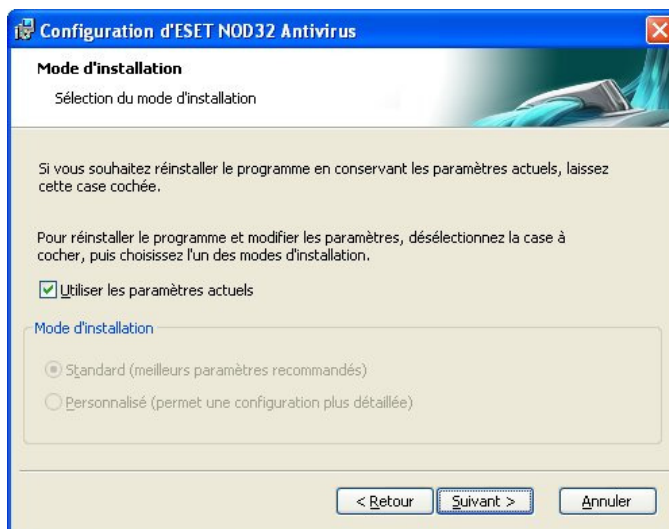 Configuration d'ESET NOD32 Antivirus
Mode d'installation
Sélection du mode d'installation
Si vous souhaitez réinstaller le programme en conservant les paramètres actuels, laissez
cette case cochée.
Pour réinstaller le programme et modifier les paramètres, désélectionnez la case à
cocher, puis choisissez l'un des modes d'installation.
Utiliser les paramètres actuels
Mode d'installation
Standard (meilleurs paramètres recommandés)
Personnalisé (permet une configuration plus détaillée)
< Retour Suivant > Annuler